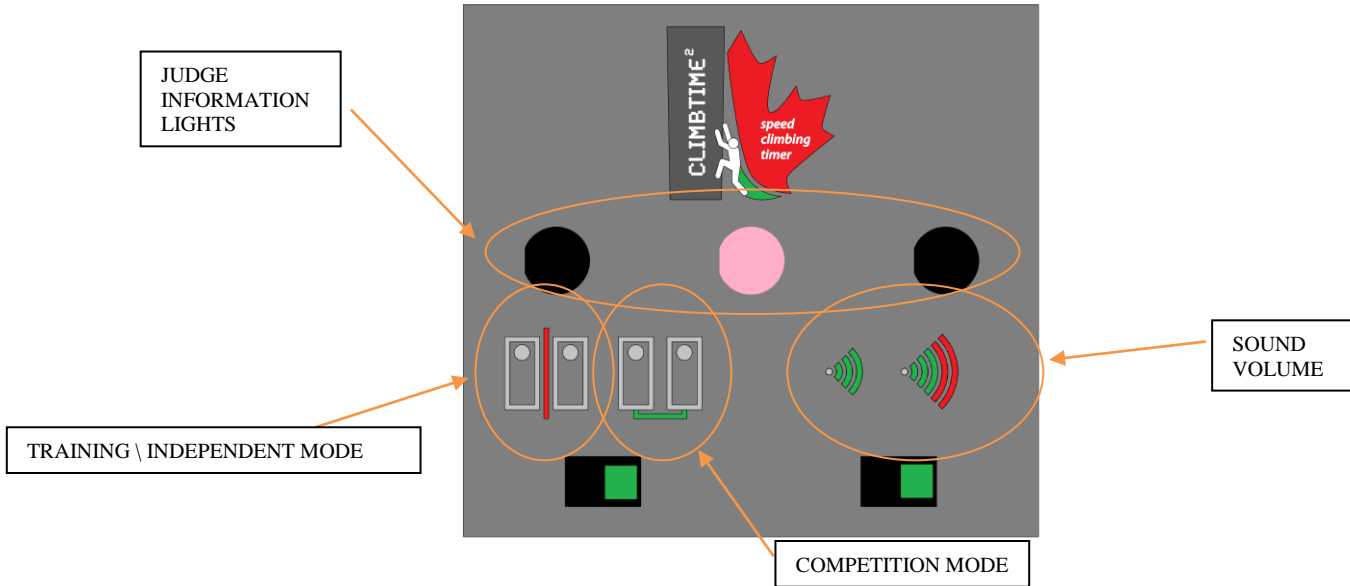 CLIMBTIME²
speed
climbing
timer
JUDGE
INFORMATION
LIGHTS
SOUND
VOLUME
TRAINING \ INDEPENDENT MODE
COMPETITION MODE